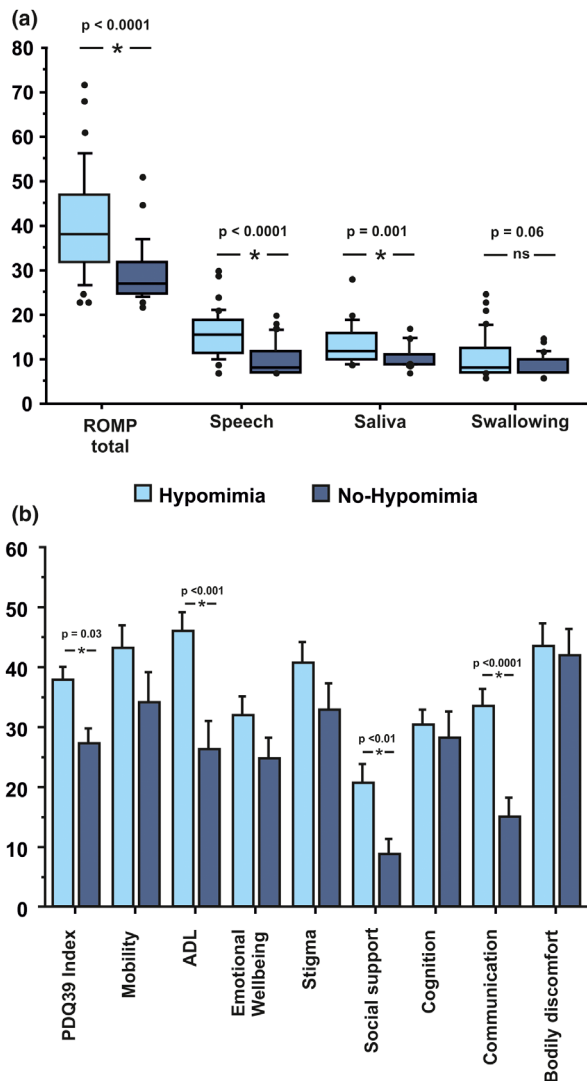 (a)
p < 0.0001
*
80
70
60
50
40
30
20
10
0
p < 0.0001
*
p = 0.001
*
p = 0.06
ns
ROMP
total
Speech
Saliva
Swallowing
Hypomimia
No-Hypomimia
(b)
60
50
40
30
20
10
0
p = 0.03
*
p <0.001
*
p <0.01
*
p <0.0001
*
PDQ39 Index
Mobility
ADL
Emotional
Wellbeing
Stigma
Social support
Cognition
Communication
Bodily discomfort